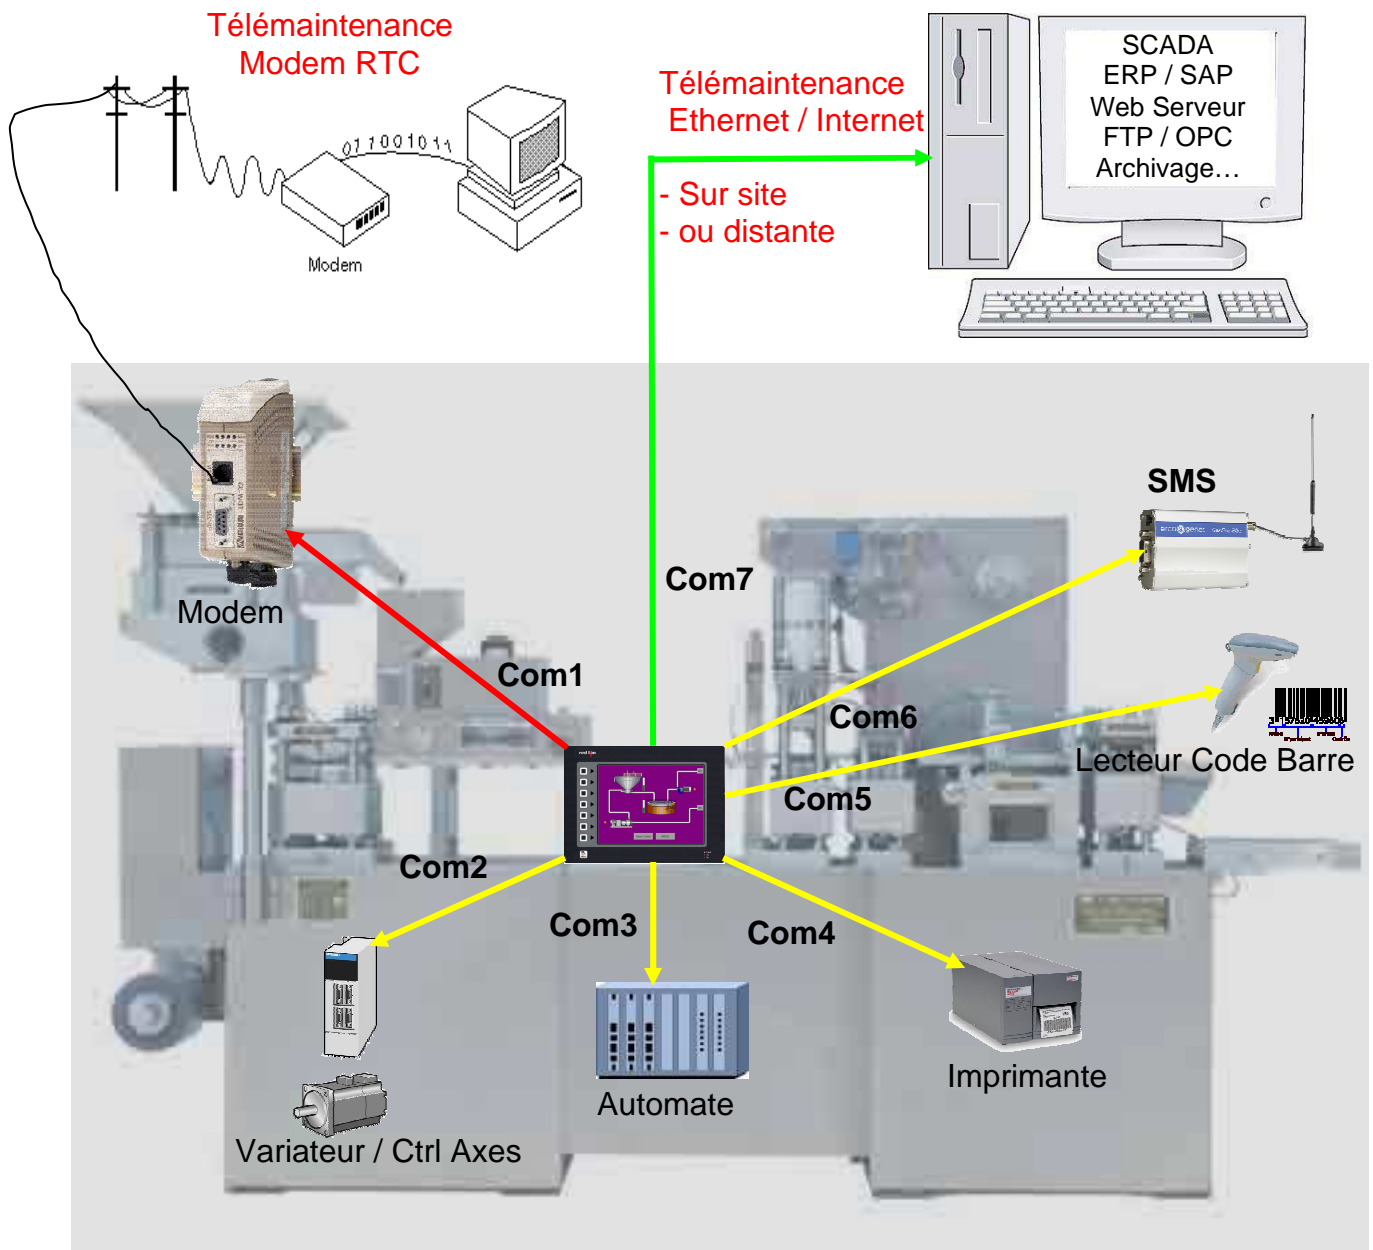 Télémaintenance
Modem RTC
011001011
Modem
Télémaintenance
Ethernet / Internet
- Sur site
- ou distante
SCADA
ERP / SAP
Web Serveur
FTP / OPC
Archivage…
Modem
SMS
Com7
Com1
Com6
Lecteur Code Barre
Com5
Com2
Com3
Com4
Imprimante
Automate
Variateur / Ctrl Axes